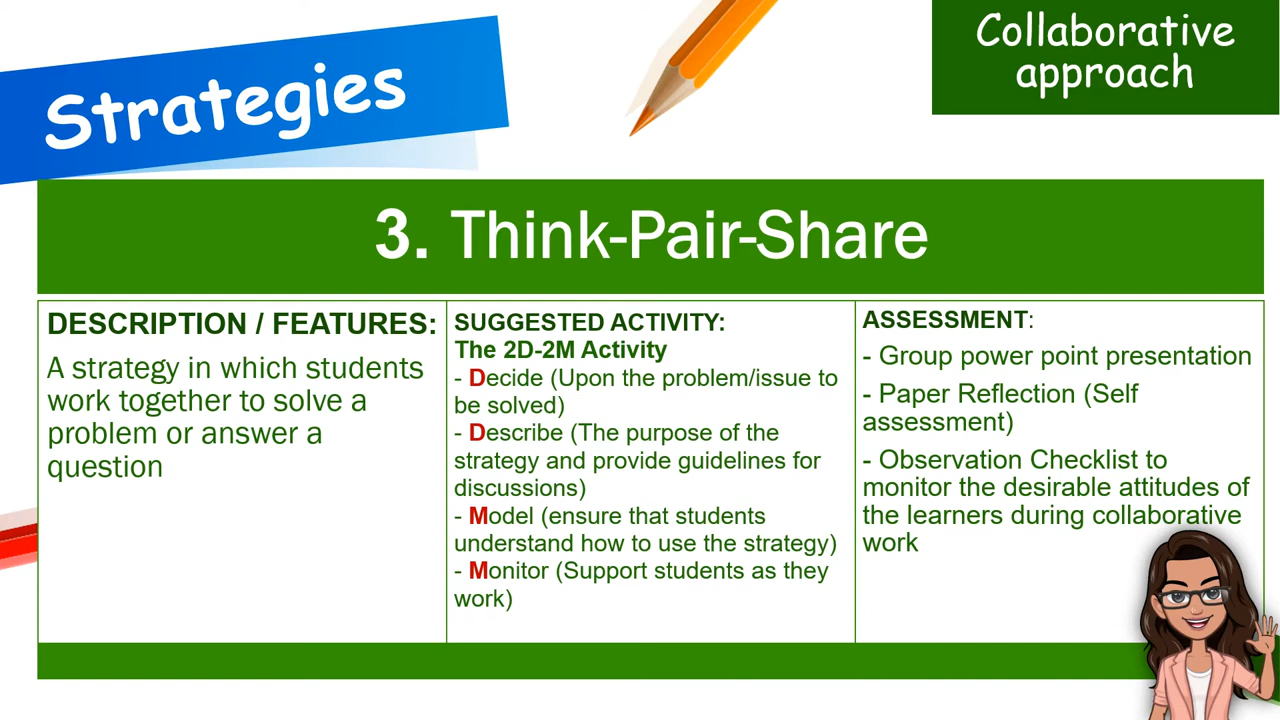 Strategies
Collaborative
approach
3. Think-Pair-Share
DESCRIPTION / FEATURES:
A strategy in which students
work together to solve a
problem or answer a
question
SUGGESTED ACTIVITY:
The 2D-2M Activity
- Decide (Upon the problem/issue to
be solved)
- Describe (The purpose of the
strategy and provide guidelines for
discussions)
- Model (ensure that students
understand how to use the strategy)
- Monitor (Support students as they
work)
ASSESSMENT:
- Group power point presentation
- Paper Reflection (Self
assessment)
- Observation Checklist to
monitor the desirable attitudes of
the learners during collaborative
work